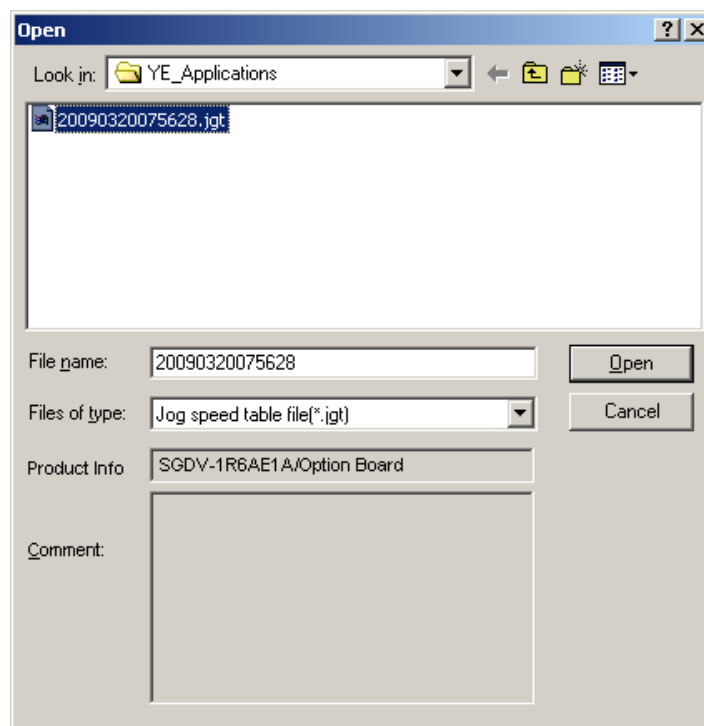 Open
Look in: YE_Applications
20090320075628.jgt
File name: 20090320075628 Open
Files of type: Jog speed table file(*.jgt) Cancel
Product Info SGDV-1R6AE1A/Option Board
Comment: